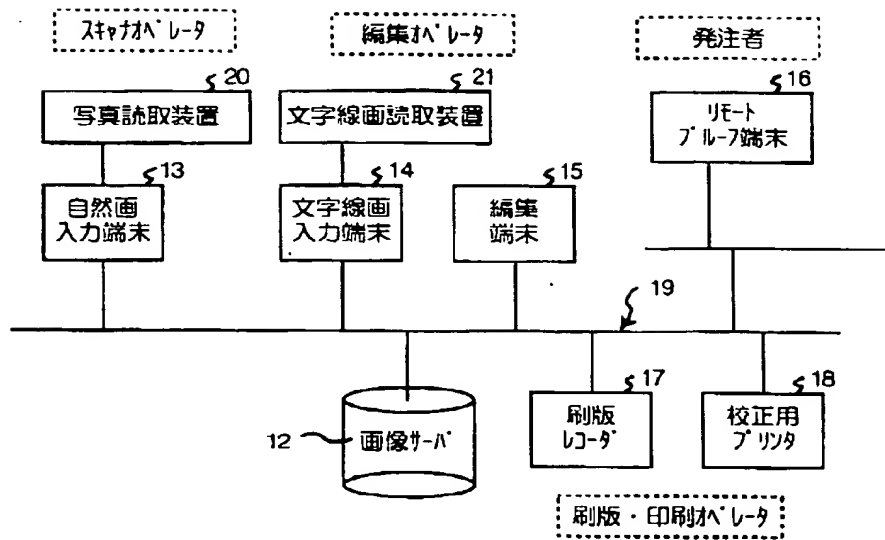 スキャナオペレータ
編集オペレータ
発注者
20
21
16
写真読取装置
文字線画読取装置
リモート
プルーフ端末
13
14
15
自然画
入力端末
文字線画
入力端末
編集
端末
19
17
18
12
画像サーバ
刷版
レコーダ
校正用
プリンタ
刷版・印刷オペレータ